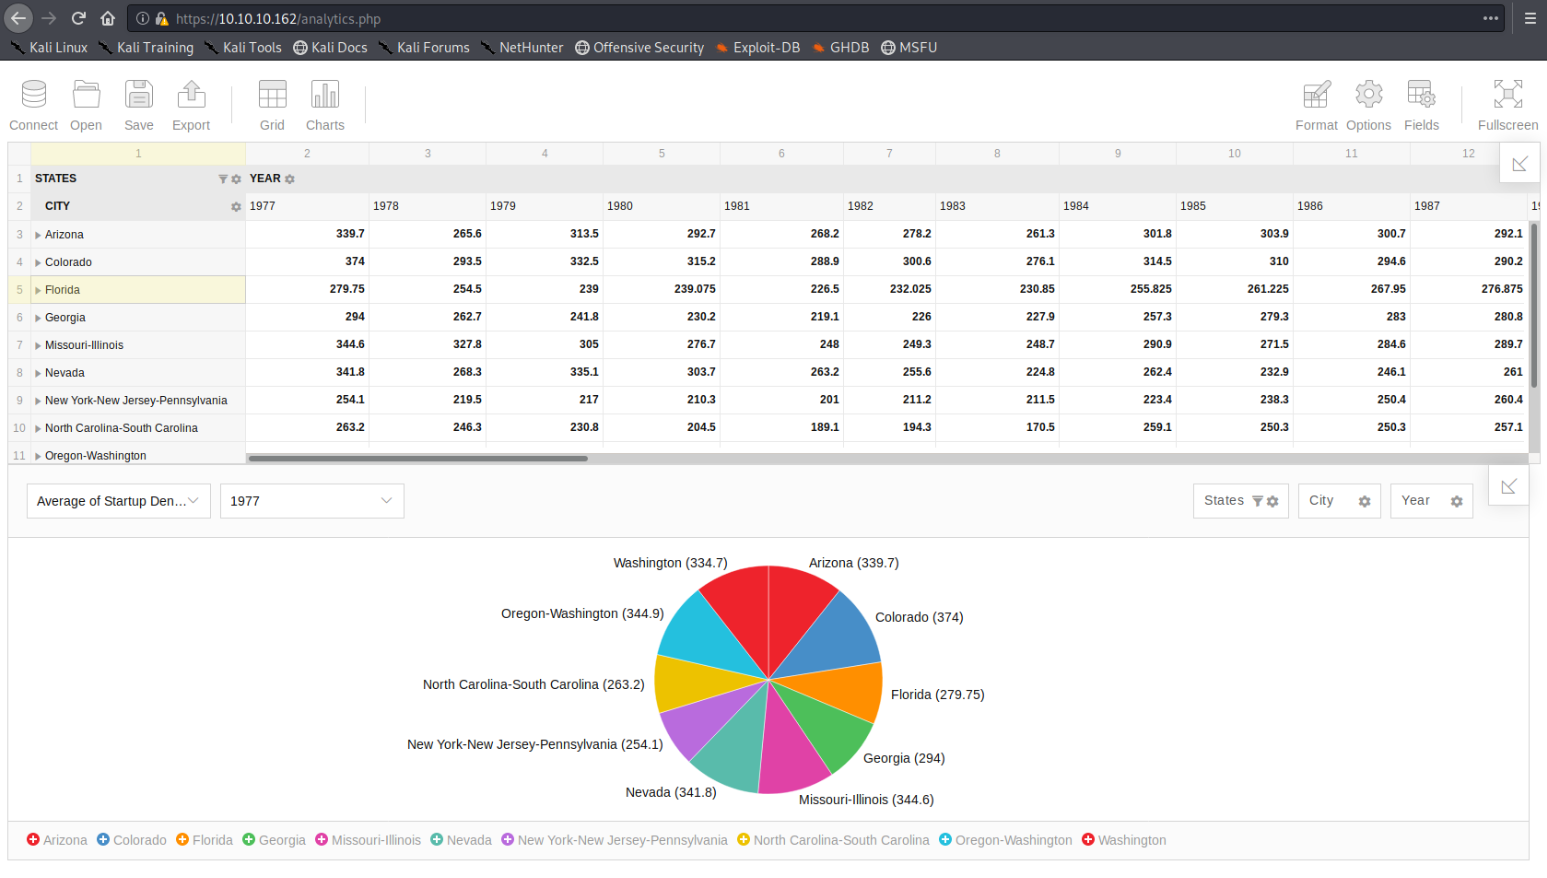 https://10.10.10.162/analytics.php
Kali Linux Kali Training Kali Tools Kali Docs Kali Forums NetHunter Offensive Security Exploit-DB GHDB MSFU
Connect Open Save Export Grid Charts Format Options Fields Fullscreen
1 2 3 4 5 6 7 8 9 10 11 12
1 STATES YEAR
2 CITY 1977 1978 1979 1980 1981 1982 1983 1984 1985 1986 1987
3 Arizona 339.7 265.6 313.5 292.7 268.2 278.2 261.3 301.8 303.9 300.7 292.1
4 Colorado 374 293.5 332.5 315.2 288.9 300.6 276.1 314.5 310 294.6 290.2
5 Florida 279.75 254.5 239 239.075 226.5 232.025 230.85 255.825 261.225 267.95 276.875
6 Georgia 294 262.7 241.8 230.2 219.1 226 227.9 257.3 279.3 283 280.8
7 Missouri-Illinois 344.6 327.8 305 276.7 248 249.3 248.7 290.9 271.5 284.6 289.7
8 Nevada 341.8 268.3 335.1 303.7 263.2 255.6 224.8 262.4 232.9 246.1 261
9 New York-New Jersey-Pennsylvania 254.1 219.5 217 210.3 201 211.2 211.5 223.4 238.3 250.4 260.4
10 North Carolina-South Carolina 263.2 246.3 230.8 204.5 189.1 194.3 170.5 259.1 250.3 250.3 257.1
11 Oregon-Washington
Average of Startup Den... 1977 States City Year
Washington (334.7) Arizona (339.7)
Oregon-Washington (344.9) Colorado (374)
North Carolina-South Carolina (263.2) Florida (279.75)
New York-New Jersey-Pennsylvania (254.1) Georgia (294)
Nevada (341.8) Missouri-Illinois (344.6)
Arizona Colorado Florida Georgia Missouri-Illinois Nevada New York-New Jersey-Pennsylvania North Carolina-South Carolina Oregon-Washington Washington